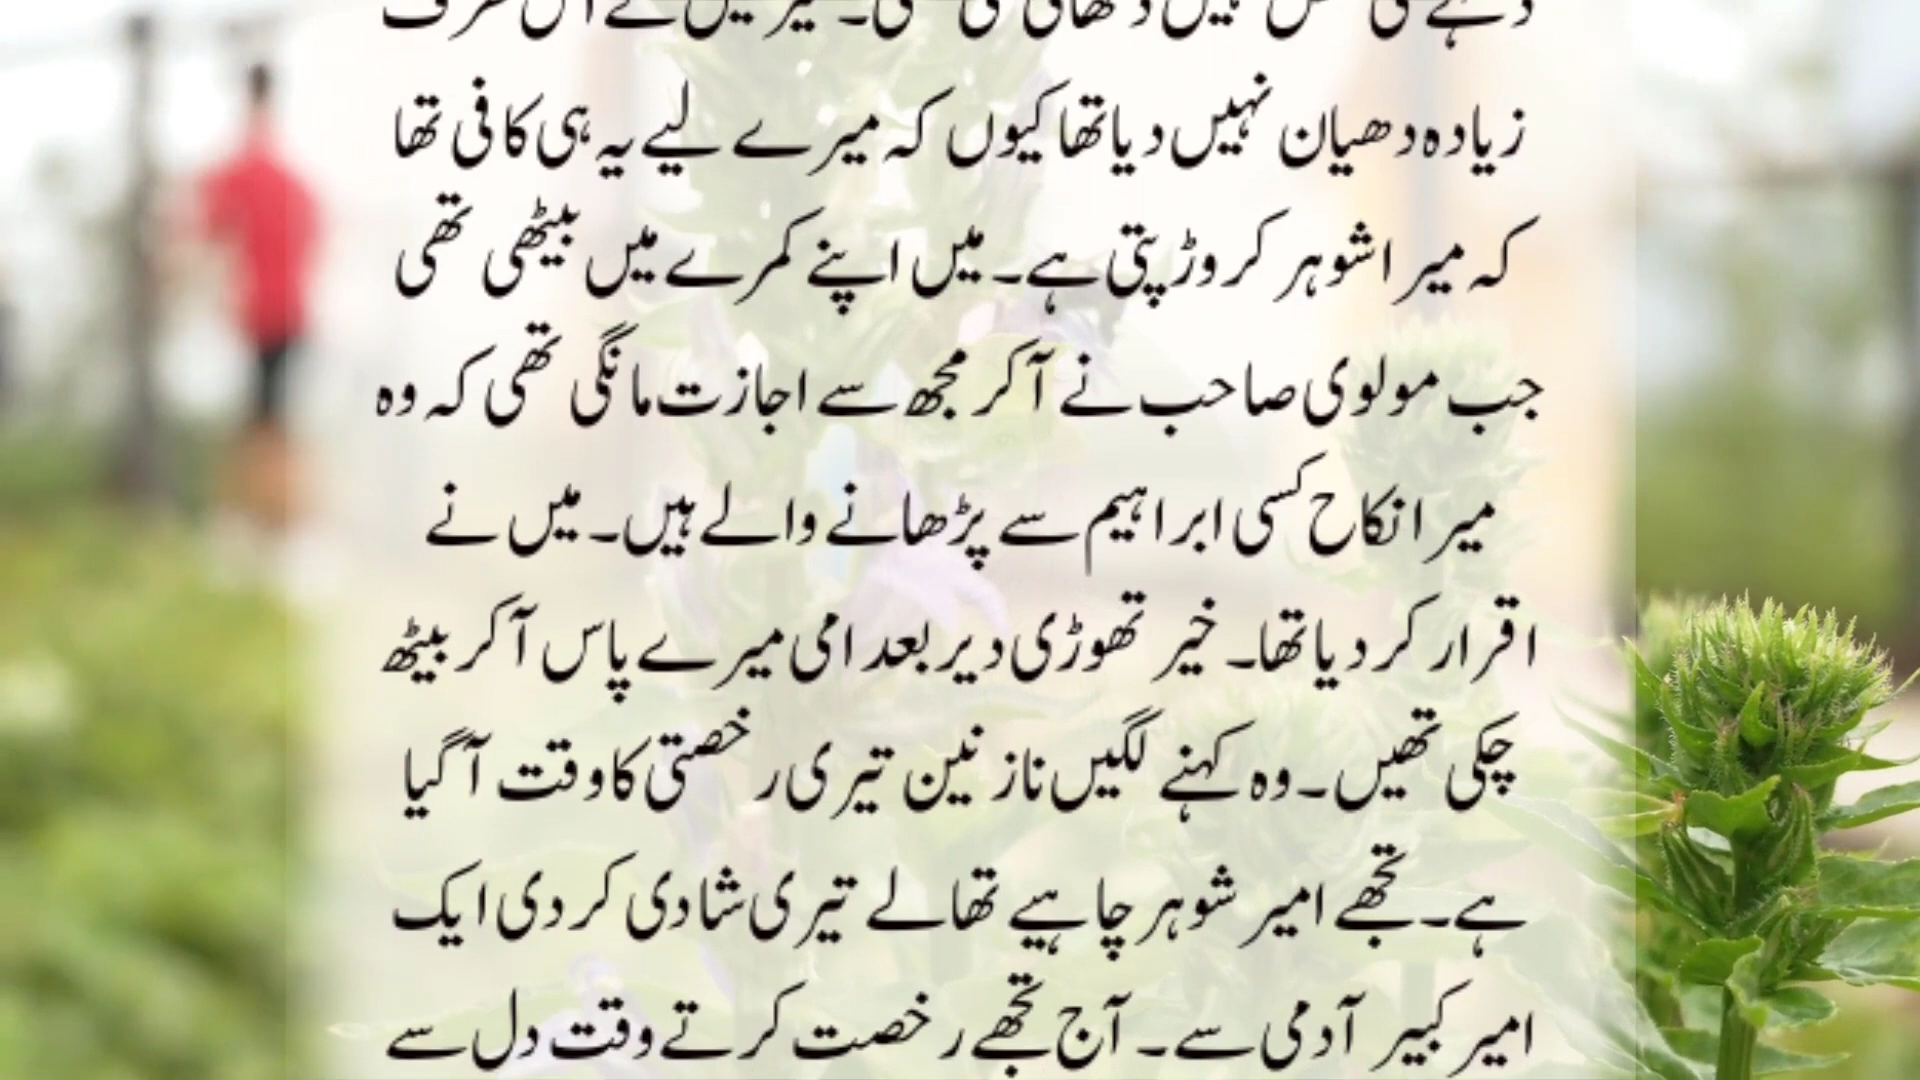 زیادہ دھیان نہیں دیا تھا کیوں کہ میرے لیے یہ ہی کافی تھا
کہ میرا شوہر کروڑ پتی ہے۔ میں اپنے کمرے میں بیٹھی تھی
جب مولوی صاحب نے آ کر مجھ سے اجازت مانگی تھی کہ وہ
میرا نکاح کسی ابراہیم سے پڑھانے والے ہیں۔ میں نے
اقرار کر دیا تھا۔ خیر تھوڑی دیر بعد امی میرے پاس آ کر بیٹھ
چکی تھیں۔ وہ کہنے لگیں نازنین تیری رخصتی کا وقت آ گیا
ہے۔ تجھے امیر شوہر چاہیے تھا لے تیری شادی کر دی ایک
امیر کبیر آدمی سے۔ آج تجھے رخصت کرتے وقت دل سے